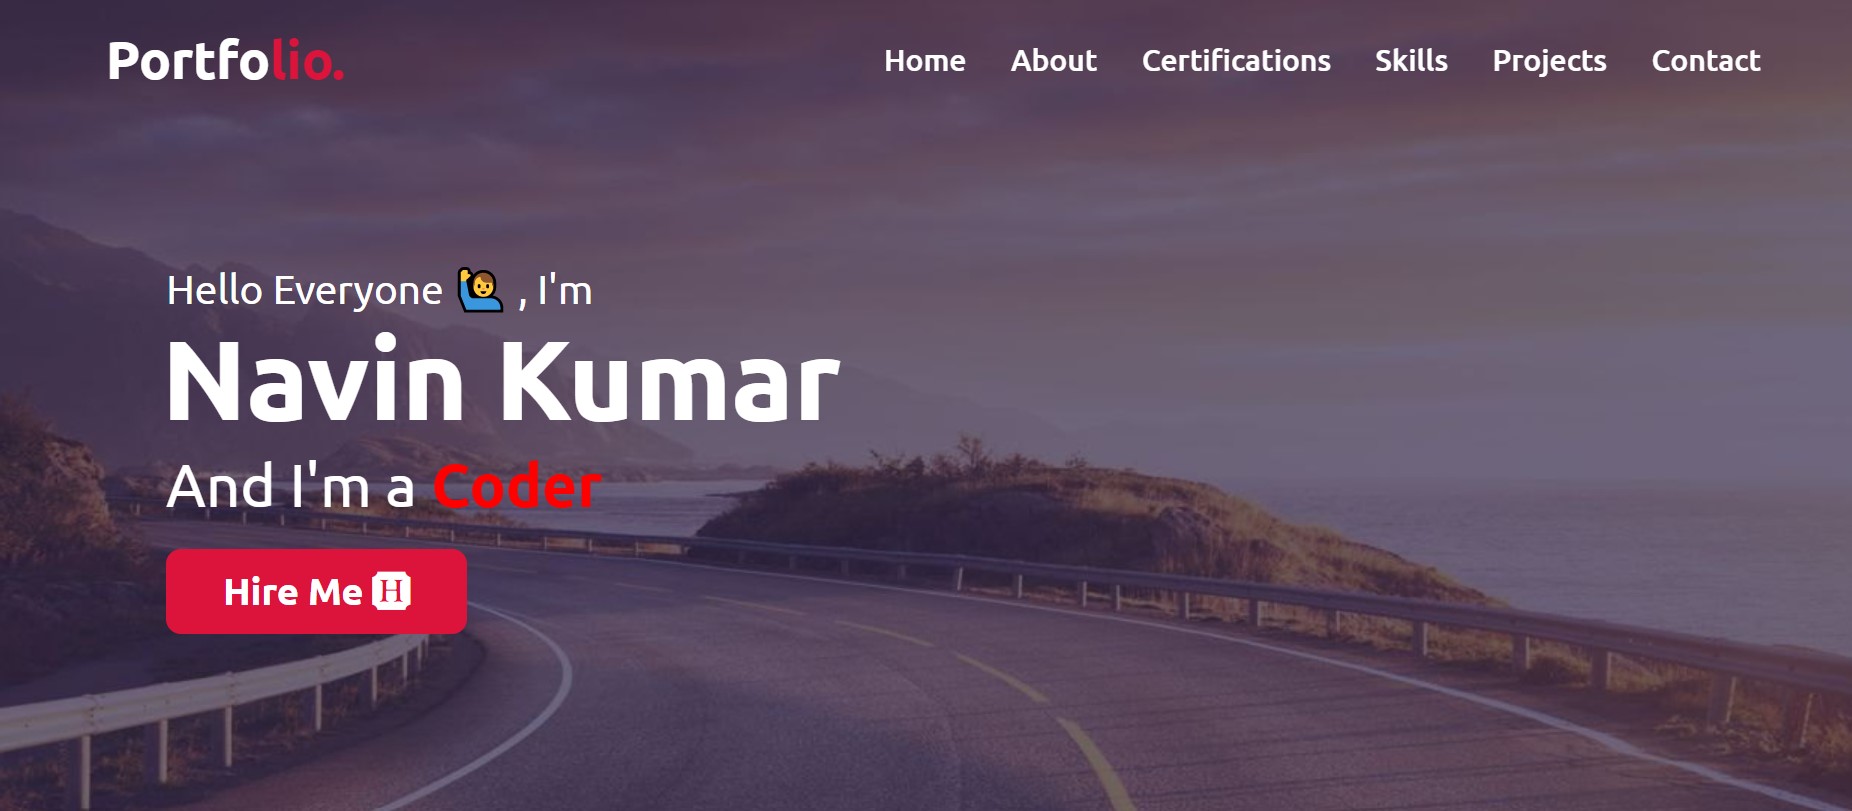 Portfolio.
Home About Certifications Skills Projects Contact
Hello Everyone 🙋‍♂️ , I'm
Navin Kumar
And I'm a Coder
Hire Me H